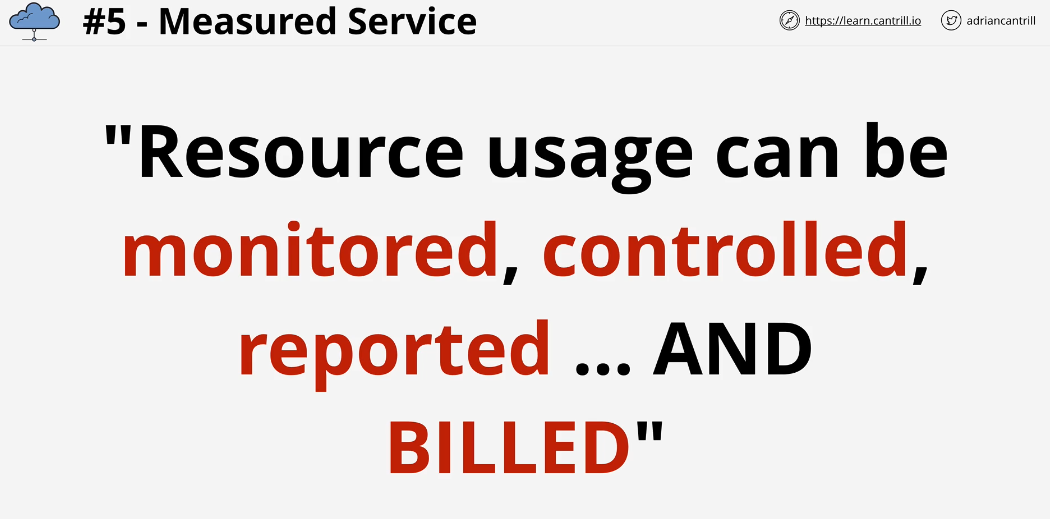 #5 - Measured Service
https://learn.cantrill.io
adriancantrill
"Resource usage can be
monitored, controlled,
reported ... AND
BILLED"